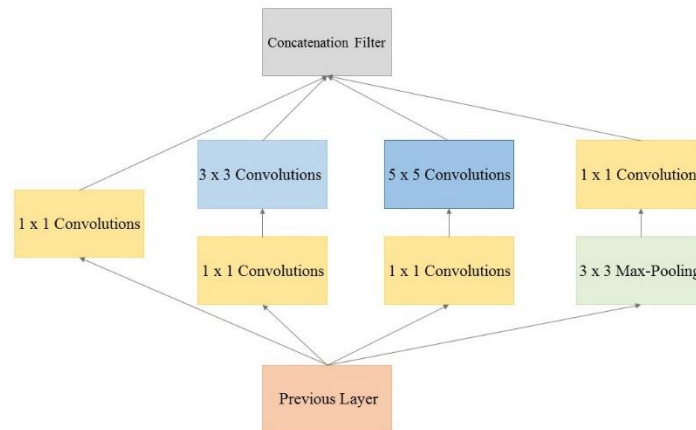 Concatenation Filter
3 x 3 Convolutions
5 x 5 Convolutions
1 x 1 Convolution
1 x 1 Convolutions
1 x 1 Convolutions
1 x 1 Convolutions
3 x 3 Max-Pooling
Previous Layer